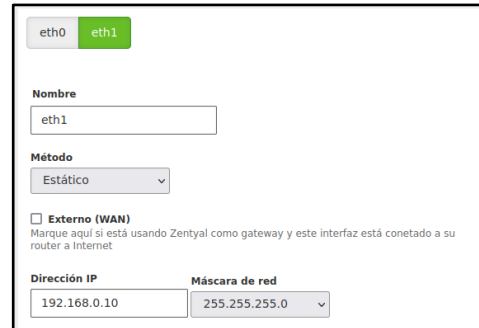 eth0 eth1
Nombre
eth1
Método
Estático
Externo (WAN)
Marque aquí si está usando Zentyal como gateway y este interfaz está conetado a su
router a Internet
Dirección IP Máscara de red
192.168.0.10 255.255.255.0